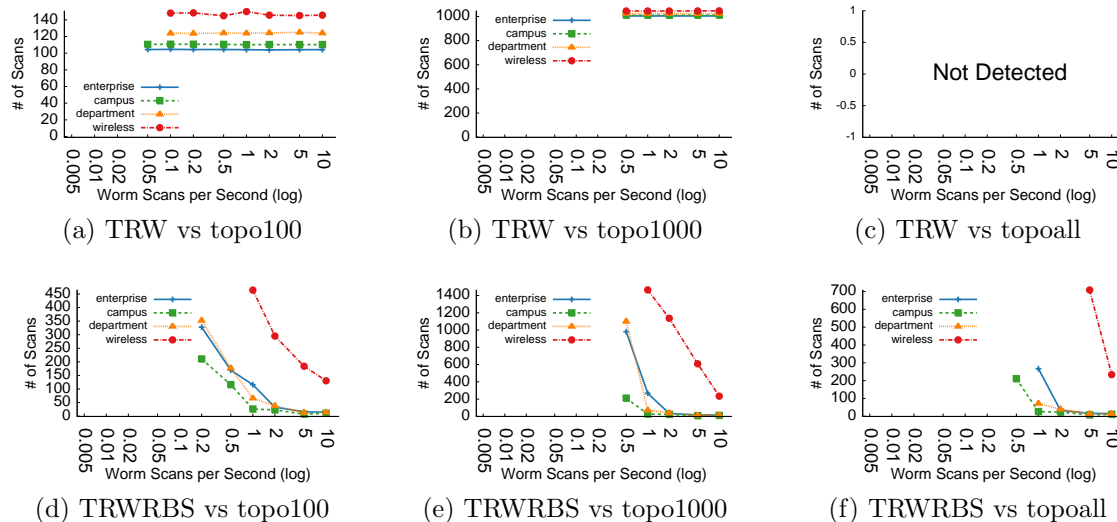 140
120
100
80
60
40
20
0
# of Scans
enterprise
campus
department
wireless
0.005
0.01
0.02
0.05
0.1
0.2
0.5
1
2
5
10
Worm Scans per Second (log)
(a) TRW vs topo100
1000
800
600
400
200
0
# of Scans
enterprise
campus
department
wireless
0.005
0.01
0.02
0.05
0.1
0.2
0.5
1
2
5
10
Worm Scans per Second (log)
(b) TRW vs topo1000
1
0.5
0
-0.5
-1
# of Scans
Not Detected
0.005
0.01
0.02
0.05
0.1
0.2
0.5
1
2
5
10
Worm Scans per Second (log)
(c) TRW vs topoall
450
400
350
300
250
200
150
100
50
0
# of Scans
enterprise
campus
department
wireless
0.005
0.01
0.02
0.05
0.1
0.2
0.5
1
2
5
10
Worm Scans per Second (log)
(d) TRWRBS vs topo100
1400
1200
1000
800
600
400
200
0
# of Scans
enterprise
campus
department
wireless
0.005
0.01
0.02
0.05
0.1
0.2
0.5
1
2
5
10
Worm Scans per Second (log)
(e) TRWRBS vs topo1000
700
600
500
400
300
200
100
0
# of Scans
enterprise
campus
department
wireless
0.005
0.01
0.02
0.05
0.1
0.2
0.5
1
2
5
10
Worm Scans per Second (log)
(f) TRWRBS vs topoall